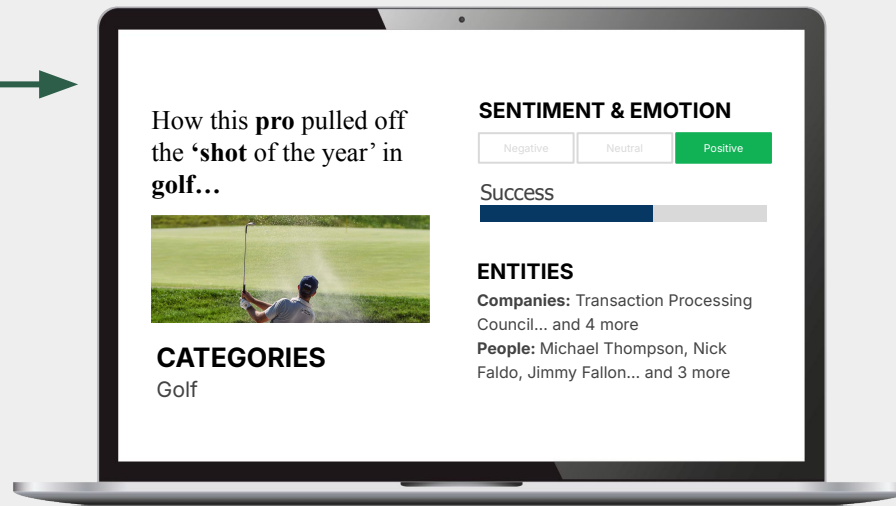 How this pro pulled off
the ‘shot of the year’ in
golf…
CATEGORIES
Golf
SENTIMENT & EMOTION
Negative Neutral Positive
Success
ENTITIES
Companies: Transaction Processing
Council... and 4 more
People: Michael Thompson, Nick
Faldo, Jimmy Fallon... and 3 more